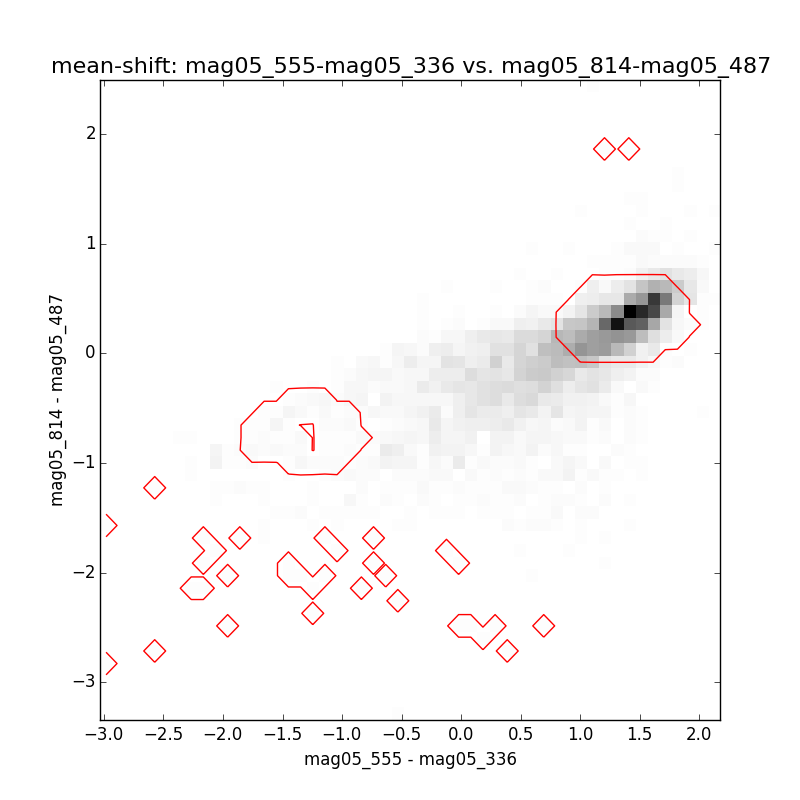 mean-shift: mag05_555-mag05_336 vs. mag05_814-mag05_487
2
1
0
−1
−2
−3
mag05_814 - mag05_487
−3.0 −2.5 −2.0 −1.5 −1.0 −0.5 0.0 0.5 1.0 1.5 2.0
mag05_555 - mag05_336